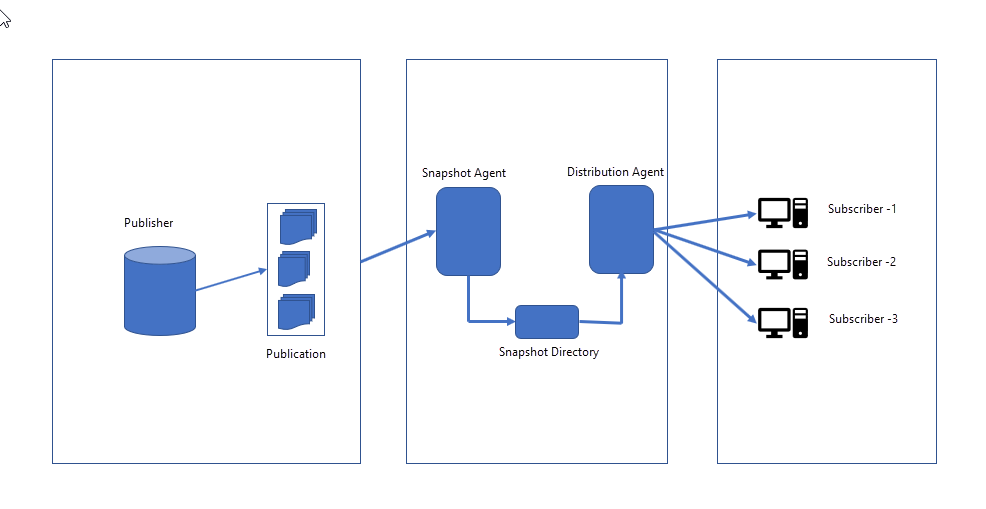 Publisher
Publication
Snapshot Agent
Distribution Agent
Snapshot Directory
Subscriber -1
Subscriber -2
Subscriber -3